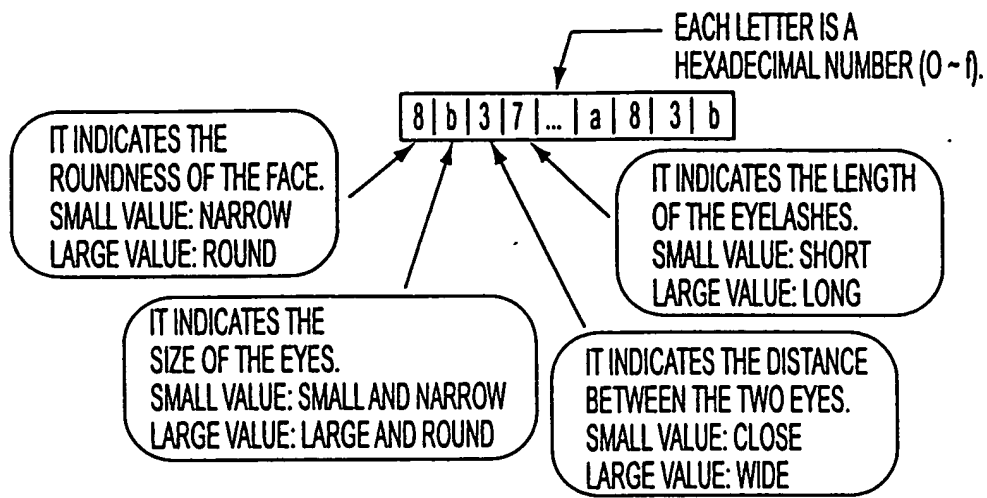 EACH LETTER IS A
HEXADECIMAL NUMBER (0 ~ f).
8 | b | 3 | 7 | ... | a | 8 | 3 | b
IT INDICATES THE
ROUNDNESS OF THE FACE.
SMALL VALUE: NARROW
LARGE VALUE: ROUND
IT INDICATES THE LENGTH
OF THE EYELASHES.
SMALL VALUE: SHORT
LARGE VALUE: LONG
IT INDICATES THE
SIZE OF THE EYES.
SMALL VALUE: SMALL AND NARROW
LARGE VALUE: LARGE AND ROUND
IT INDICATES THE DISTANCE
BETWEEN THE TWO EYES.
SMALL VALUE: CLOSE
LARGE VALUE: WIDE